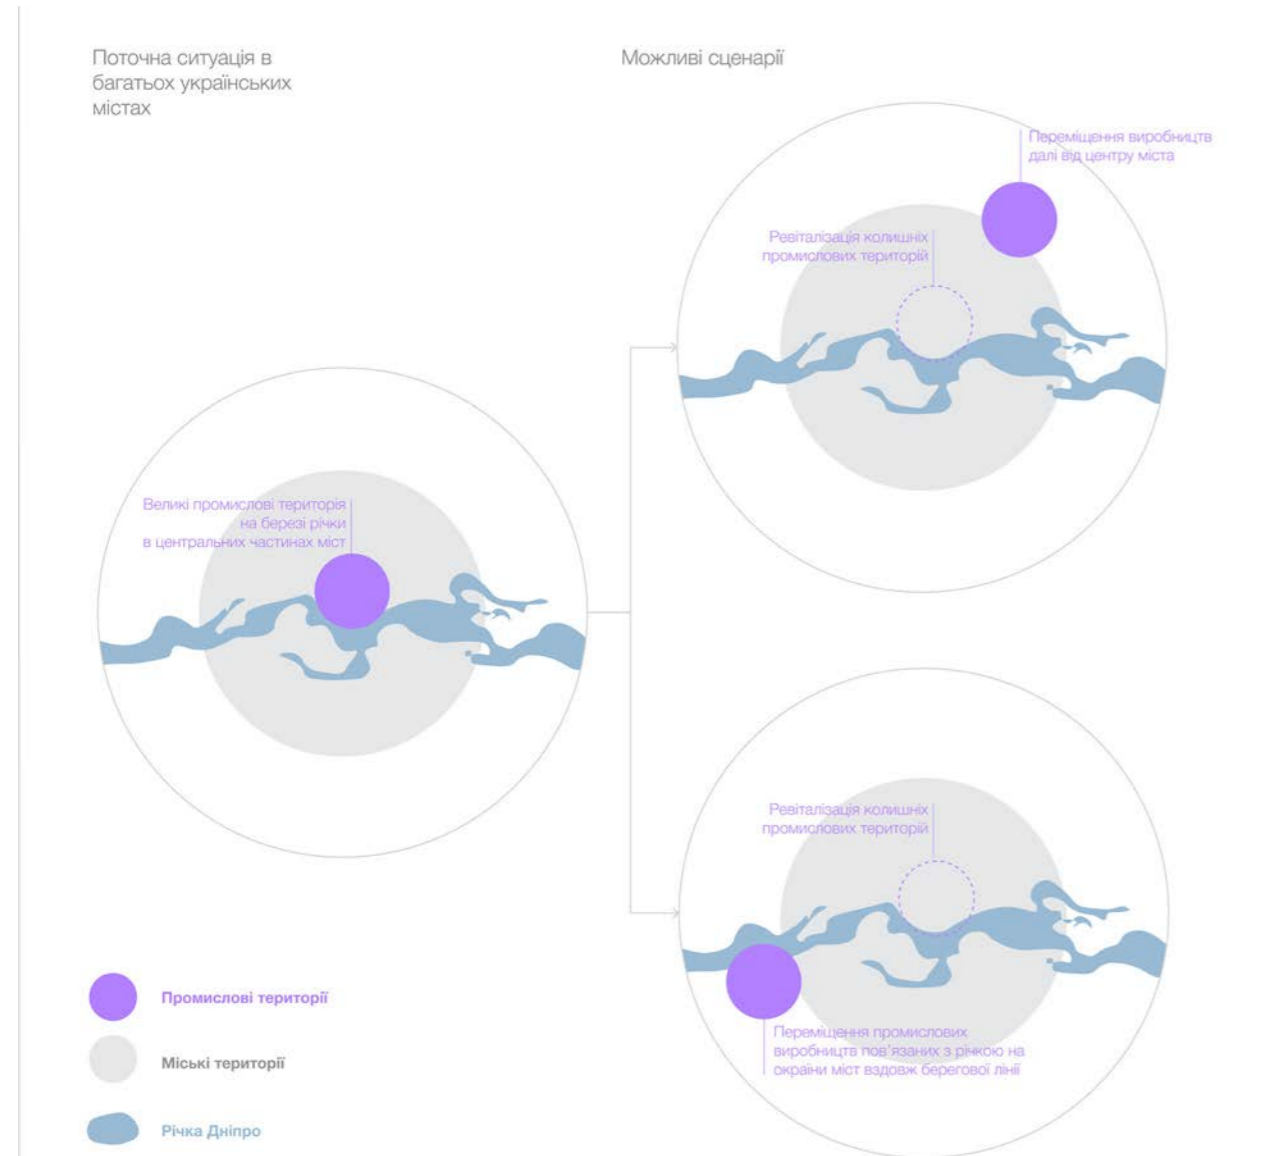 Поточна ситуація в
багатьох українських
містах
Можливі сценарії
Переміщення виробництв
далі від центру міста
Ревіталізація колишніх
промислових територій
Великі промислові територія
на березі річки
в центральних частинах міст
Ревіталізація колишніх
промислових територій
Переміщення промислових
виробництв пов’язаних з річкою на
окраїни міст вздовж берегової лінії
Промислові території
Міські території
Річка Дніпро